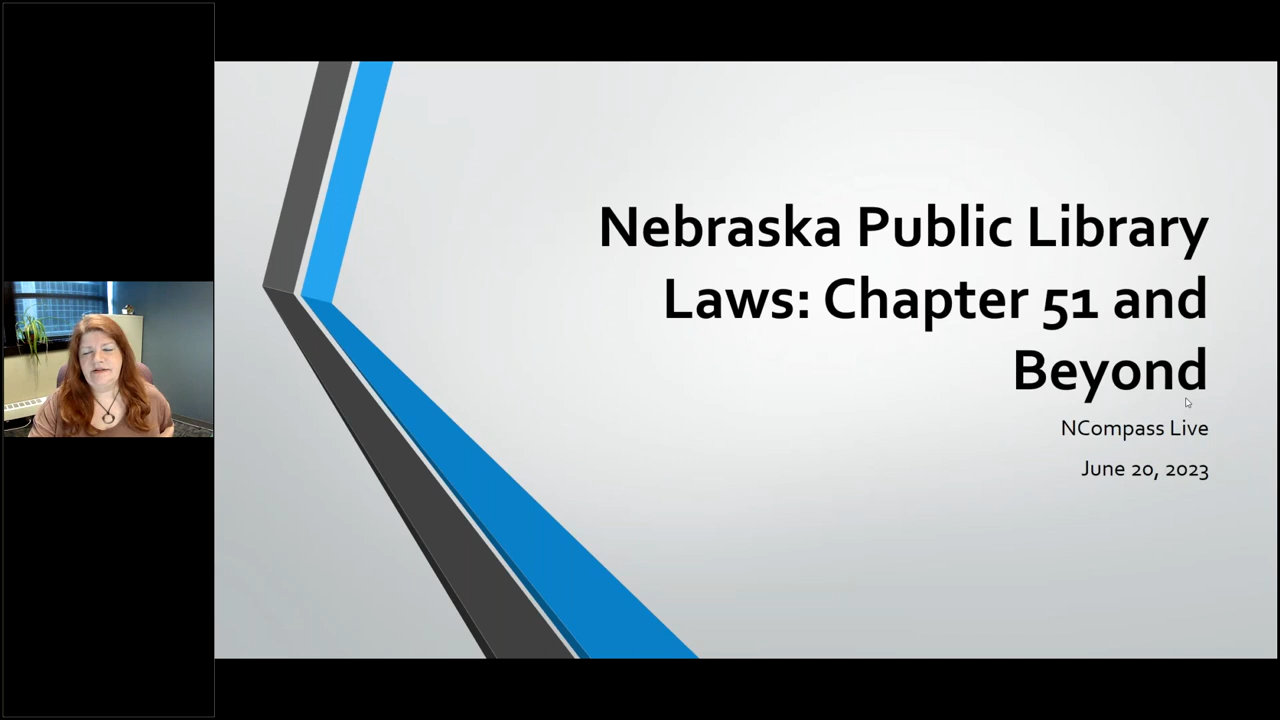 Nebraska Public Library
Laws: Chapter 51 and
Beyond
NCompass Live
June 20, 2023